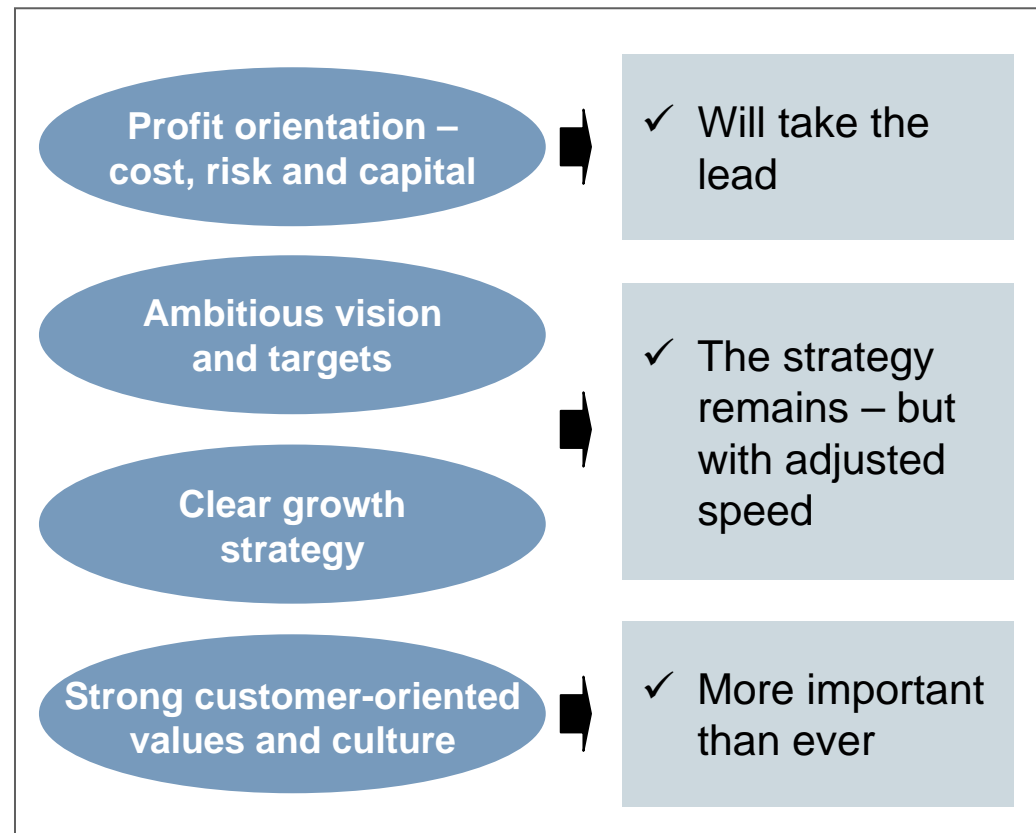 Profit orientation –
cost, risk and capital
✓ Will take the
lead
Ambitious vision
and targets
Clear growth
strategy
✓ The strategy
remains – but
with adjusted
speed
Strong customer-oriented
values and culture
✓ More important
than ever